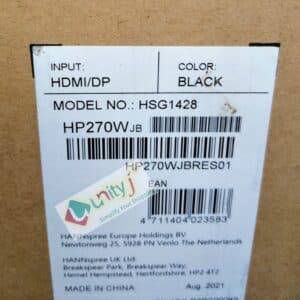 INPUT:
HDMI/DP
COLOR:
BLACK
MODEL NO.: HSG1428
HP270WJB
HP270WJBRES01
EAN
4 711404 023583
unity
HANNspree Europe Holdings BV
Newtonweg 25, 5928 PN Venlo The Netherlands
HANNspree UK Ltd
Breakspear Park, Breakspear Way,
Hemel Hempstead, Hertfordshire, HP2 4TZ
MADE IN CHINA
Aug. 2021